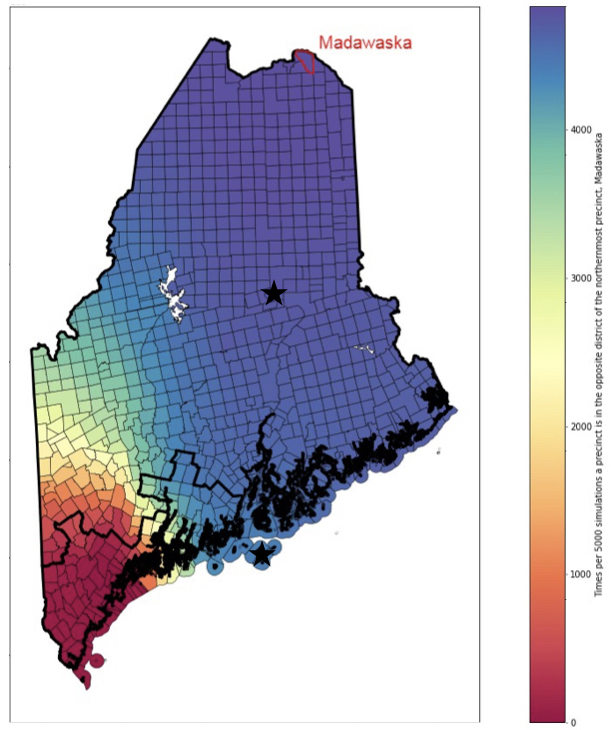 Madawaska
4000
3000
2000
1000
0
Times per 5000 simulations a precinct is in the opposite district of the northernmost precinct, Madawaska